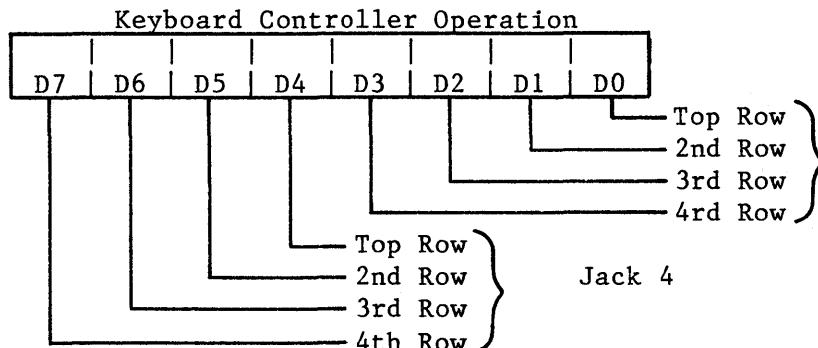 Keyboard Controller Operation
D7 D6 D5 D4 D3 D2 D1 D0
Top Row
2nd Row
3rd Row
4rd Row
Top Row
2nd Row
Jack 4
3rd Row
4th Row